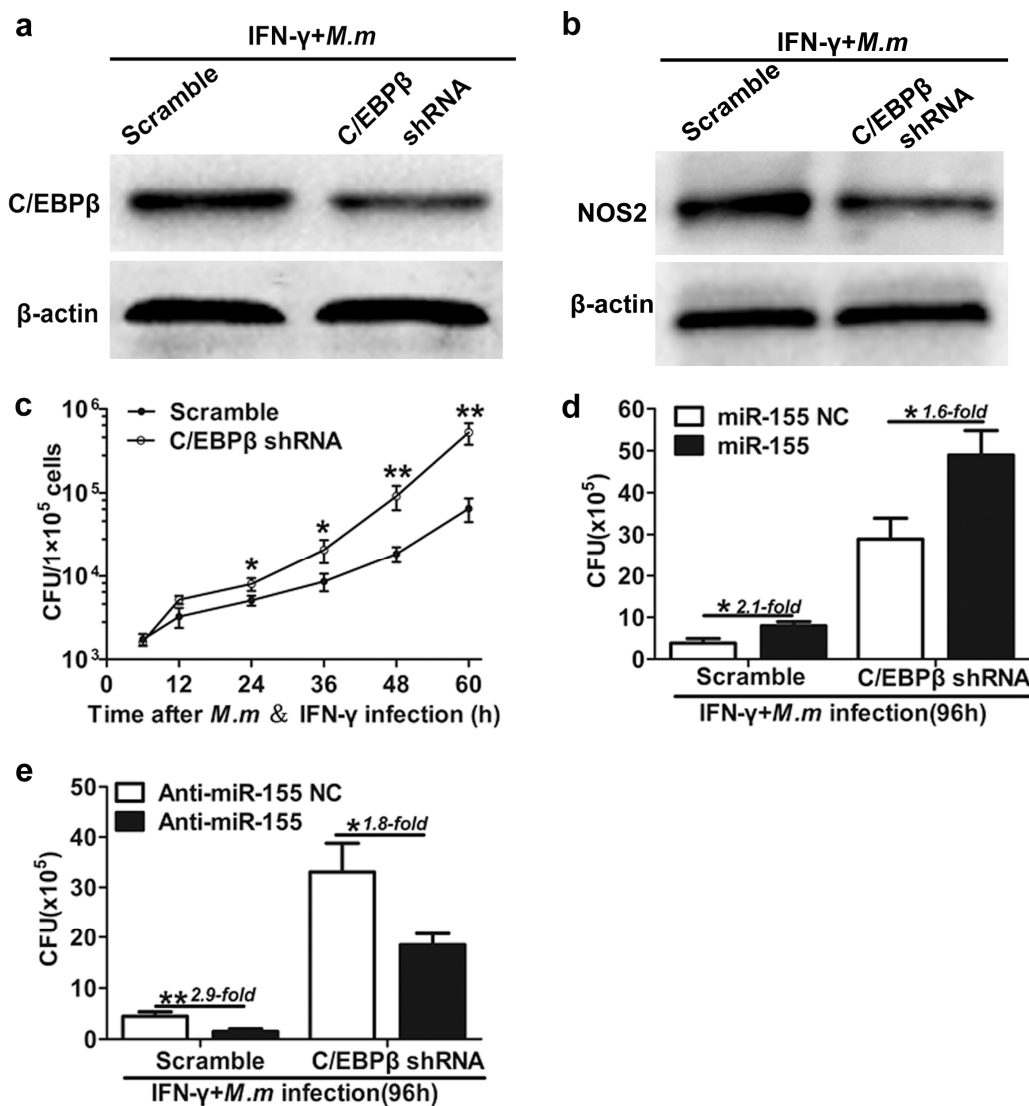 a
IFN-γ+M.m
Scramble
C/EBPβ
shRNA
C/EBPβ
β-actin
b
IFN-γ+M.m
Scramble
C/EBPβ
shRNA
NOS2
β-actin
c
Scramble
C/EBPβ shRNA
CFU/1×10⁵ cells
10⁶
10⁵
10⁴
10³
*
*
**
**
0 12 24 36 48 60
Time after M.m & IFN-γ infection (h)
d
miR-155 NC
miR-155
CFU(x10⁵)
60
50
40
30
20
10
0
* 2.1-fold
* 1.6-fold
Scramble C/EBPβ shRNA
IFN-γ+M.m infection(96h)
e
Anti-miR-155 NC
Anti-miR-155
CFU(x10⁵)
50
40
30
20
10
0
** 2.9-fold
* 1.8-fold
Scramble C/EBPβ shRNA
IFN-γ+M.m infection(96h)